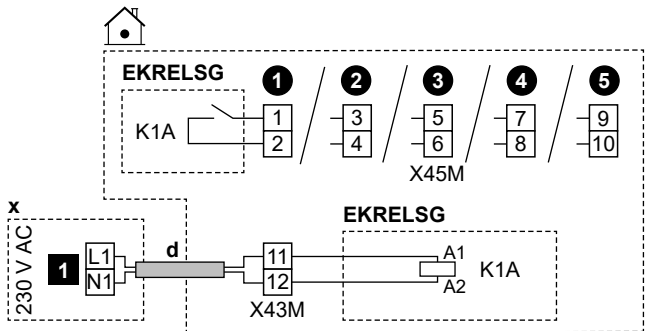 EKRELSG
1 / 2 / 3 / 4 / 5
K1A
1 3 5 7 9
2 4 6 8 10
X45M
x
230 V AC
1
L1
N1
d
11
12
X43M
EKRELSG
A1
A2
K1A